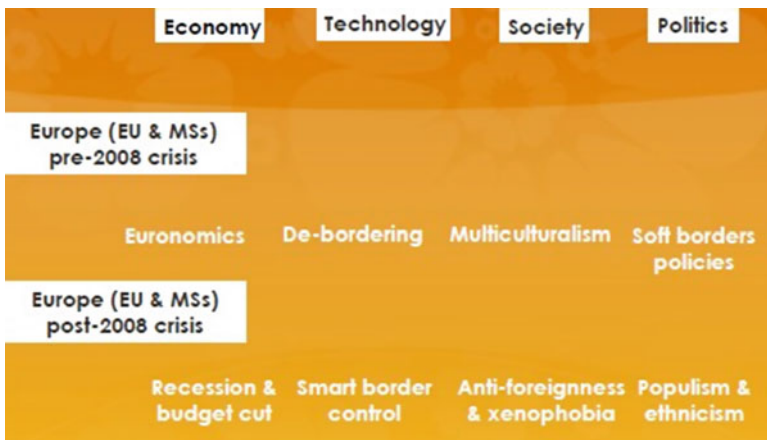 Economy Technology Society Politics
Europe (EU & MSs)
pre-2008 crisis
Euronomics De-bordering Multiculturalism Soft borders
policies
Europe (EU & MSs)
post-2008 crisis
Recession & Smart border Anti-foreignness Populism &
budget cut control & xenophobia ethnicism